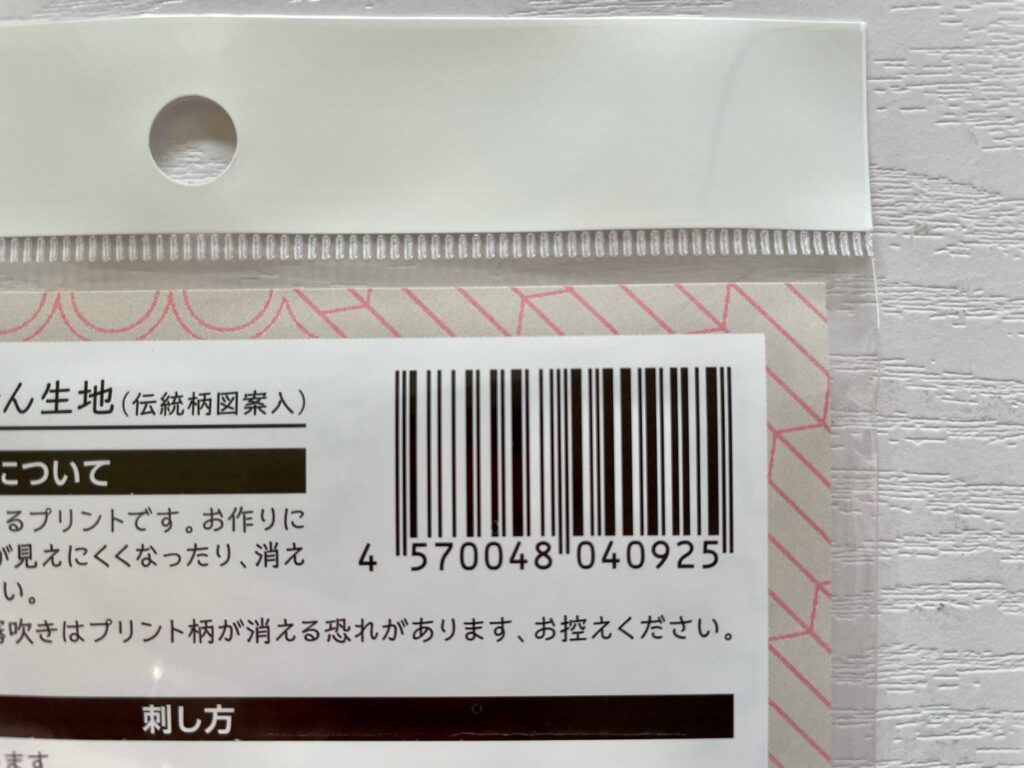 ん生地(伝統柄図案入)
について
るプリントです。お作りに
が見えにくくなったり、消え
い。
吹きはプリント柄が消える恐れがあります、お控えください。
4 570048 040925
刺し方
ます